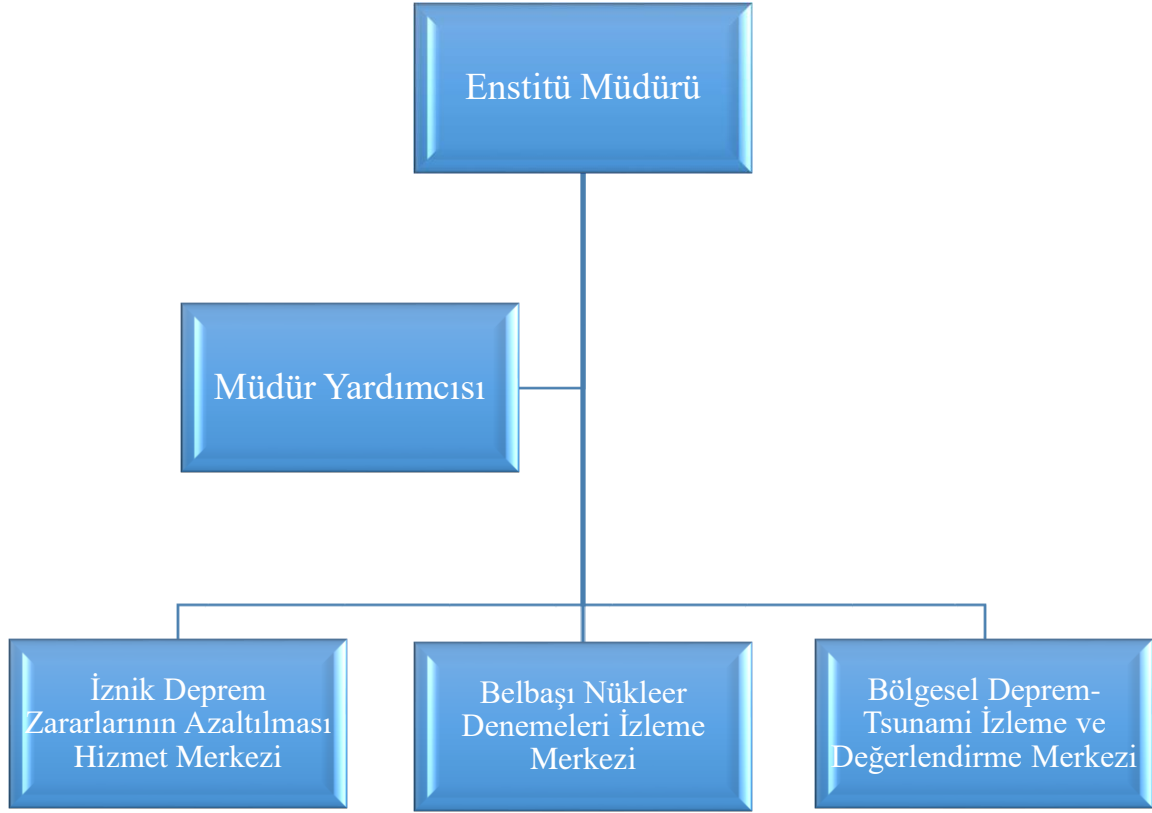 Enstitü Müdürü
Müdür Yardımcısı
İznik Deprem
Zararlarının Azaltılması
Hizmet Merkezi
Belbaşı Nükleer
Denemeleri İzleme
Merkezi
Bölgesel Deprem-
Tsunami İzleme ve
Değerlendirme Merkezi